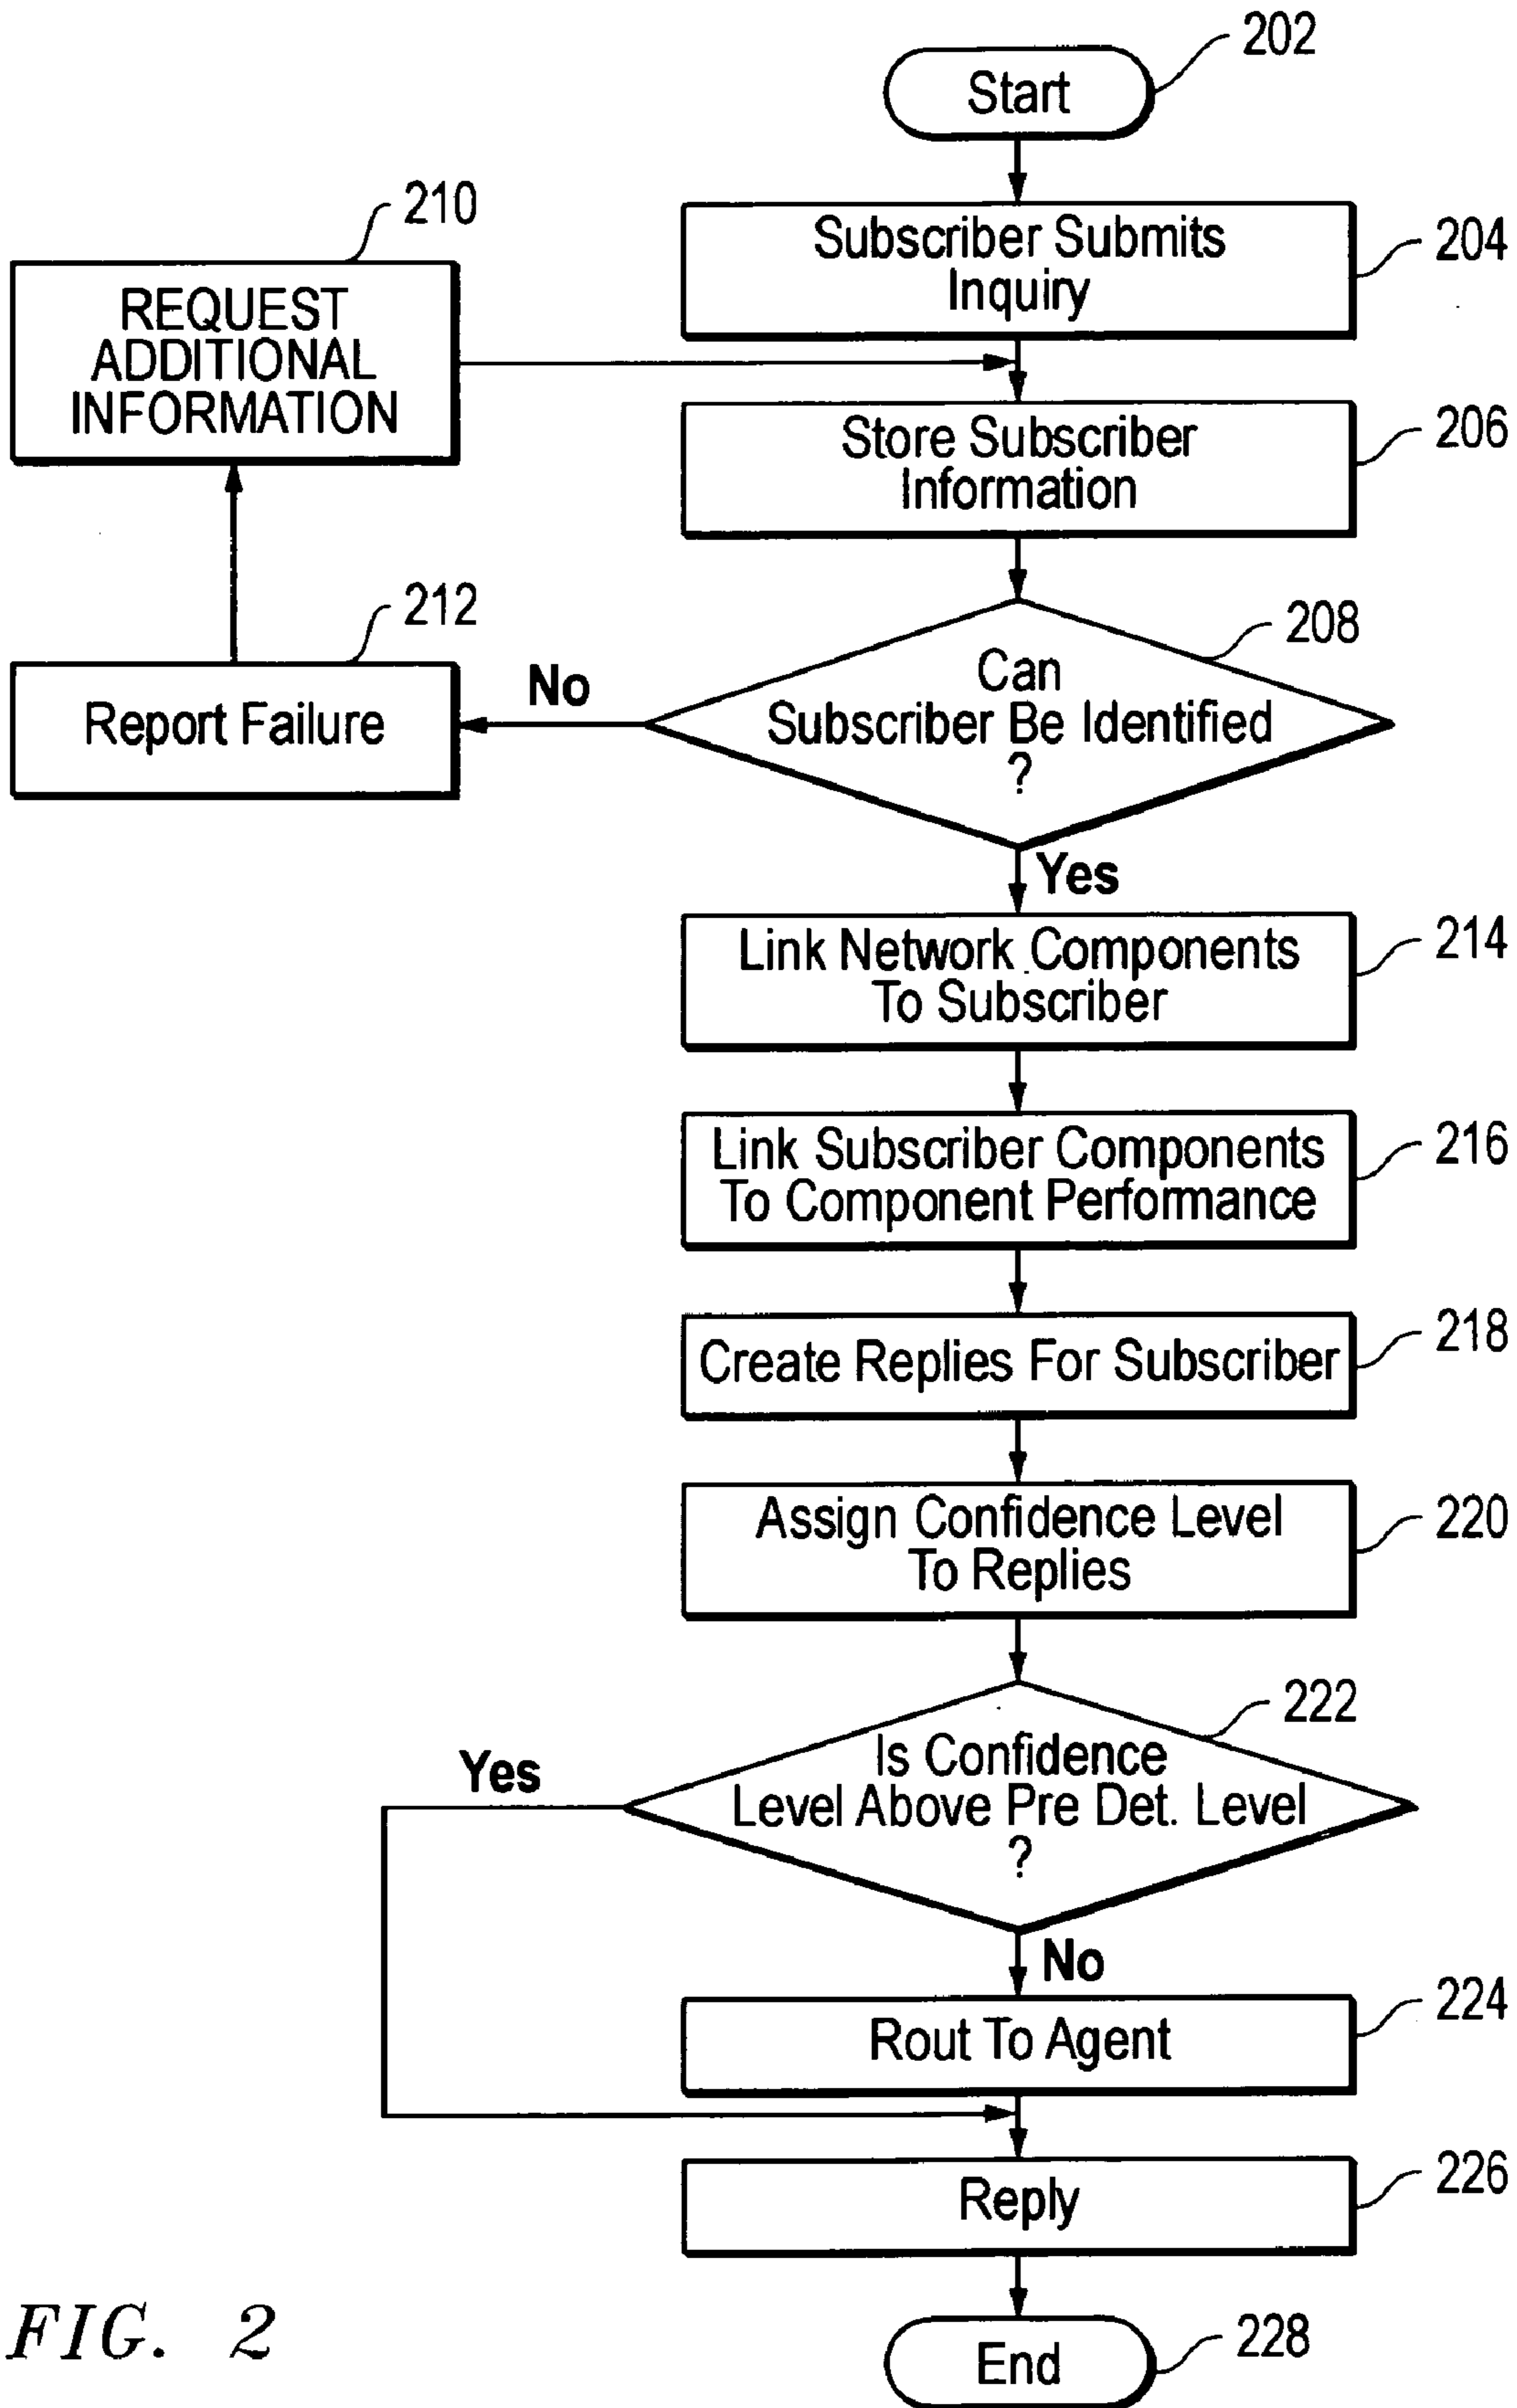 202
Start
204
Subscriber Submits
Inquiry
210
REQUEST
ADDITIONAL
INFORMATION
206
Store Subscriber
Information
208
Can
Subscriber Be Identified
?
No
212
Report Failure
Yes
214
Link Network Components
To Subscriber
216
Link Subscriber Components
To Component Performance
218
Create Replies For Subscriber
220
Assign Confidence Level
To Replies
222
Is Confidence
Level Above Pre Det. Level
?
Yes
No
224
Rout To Agent
226
Reply
228
End
FIG. 2